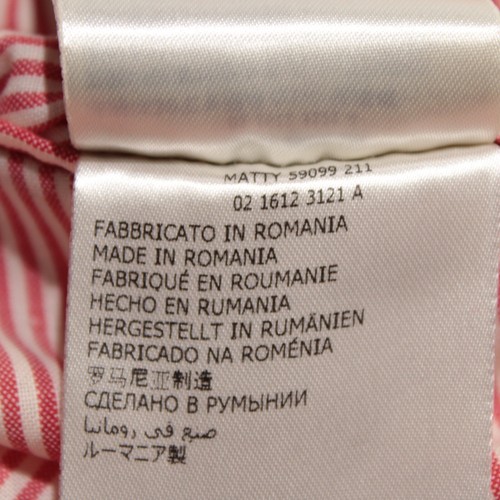 MATTY 59099 211
02 1612 3121 A
FABBRICATO IN ROMANIA
MADE IN ROMANIA
FABRIQUÉ EN ROUMANIE
HECHO EN RUMANIA
HERGESTELLT IN RUMÄNIEN
FABRICADO NA ROMÉNIA
罗马尼亚制造
СДЕЛАНО В РУМЫНИИ
صنع في رومانيا
ルーマニア製